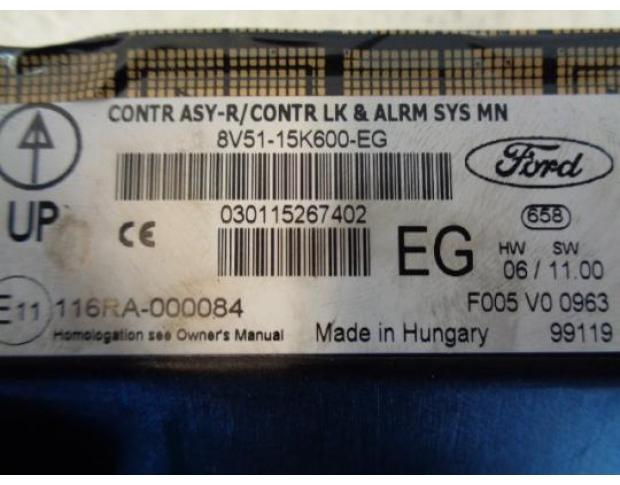 CONTR ASY-R/CONTR LK & ALRM SYS MN
8V51-15K600-EG
Ford
UP
CE
030115267402
EG
658
HW SW
06 / 11.00
E11 116RA-000084
F005 V0 0963
Homologation see Owner's Manual
Made in Hungary
99119